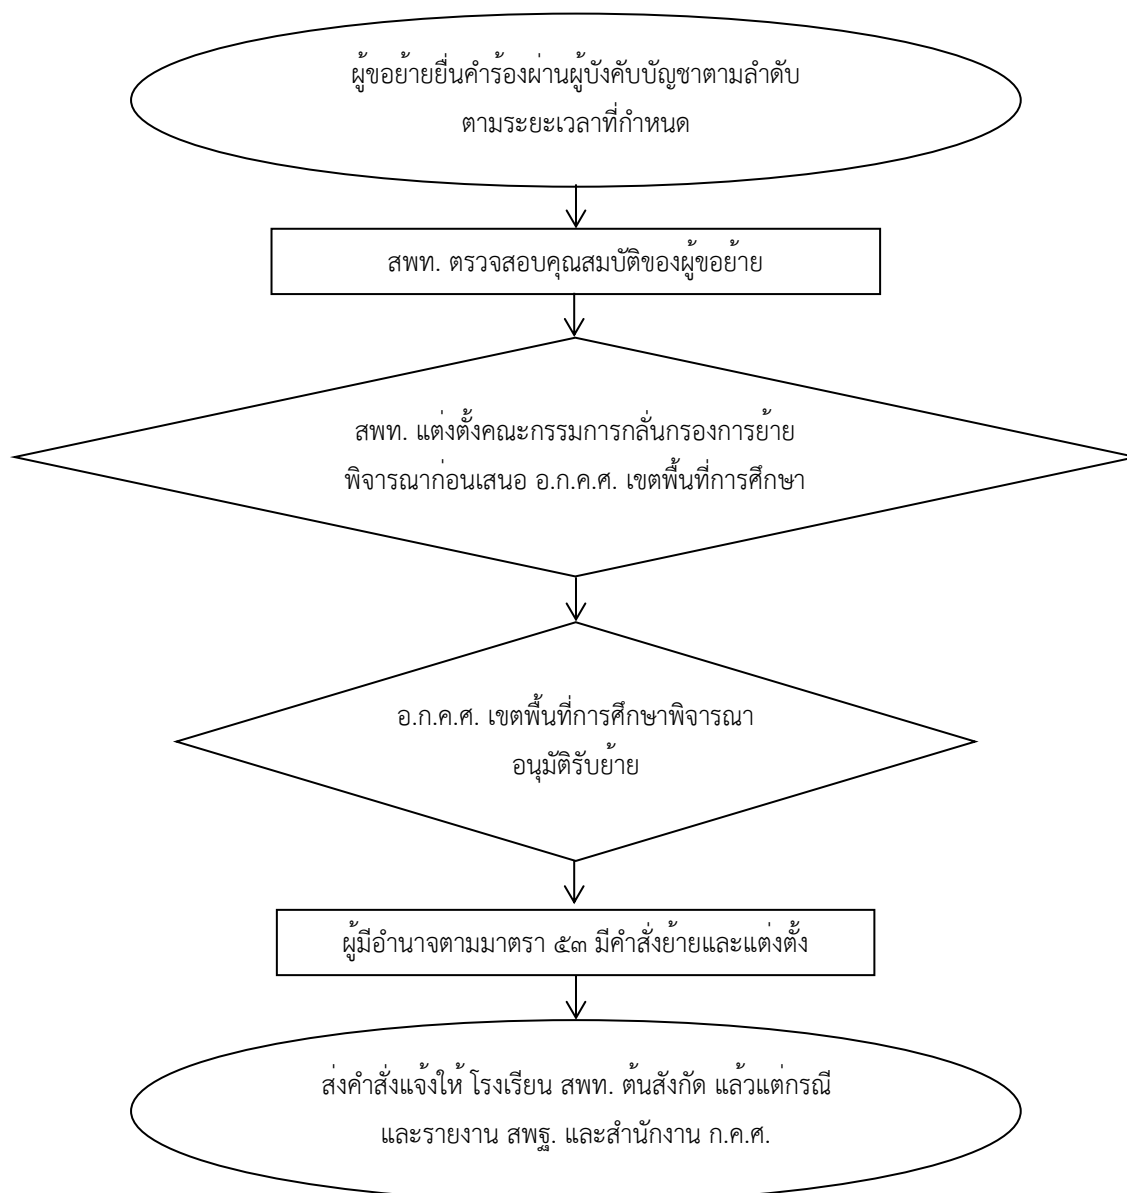 ผู้ขอย้ายยื่นคำร้องผ่านผู้บังคับบัญชาตามลำดับ
ตามระยะเวลาที่กำหนด
สพท. ตรวจสอบคุณสมบัติของผู้ขอย้าย
สพท. แต่งตั้งคณะกรรมการกลั่นกรองการย้าย
พิจารณาก่อนเสนอ อ.ก.ค.ศ. เขตพื้นที่การศึกษา
อ.ก.ค.ศ. เขตพื้นที่การศึกษาพิจารณา
อนุมัติรับย้าย
ผู้มีอำนาจตามมาตรา ๕๓ มีคำสั่งย้ายและแต่งตั้ง
ส่งคำสั่งแจ้งให้ โรงเรียน สพท. ต้นสังกัด แล้วแต่กรณี
และรายงาน สพฐ. และสำนักงาน ก.ค.ศ.